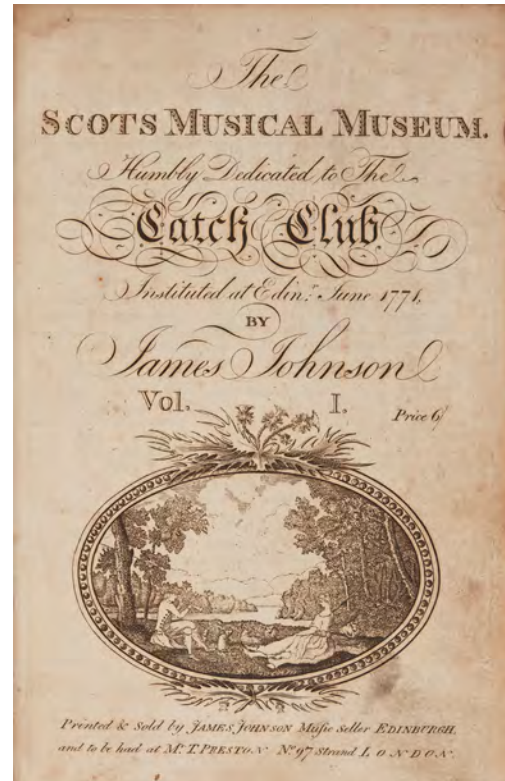 The
SCOTS MUSICAL MUSEUM.
Humbly Dedicated to The
Catch Club
Instituted at Edinr. June 1771,
BY
James Johnson
Vol. I. Price 6/
Printed & Sold by JAMES JOHNSON Music Seller EDINBURGH,
and to be had at Mr. T. PRESTON No. 97 Strand LONDON.